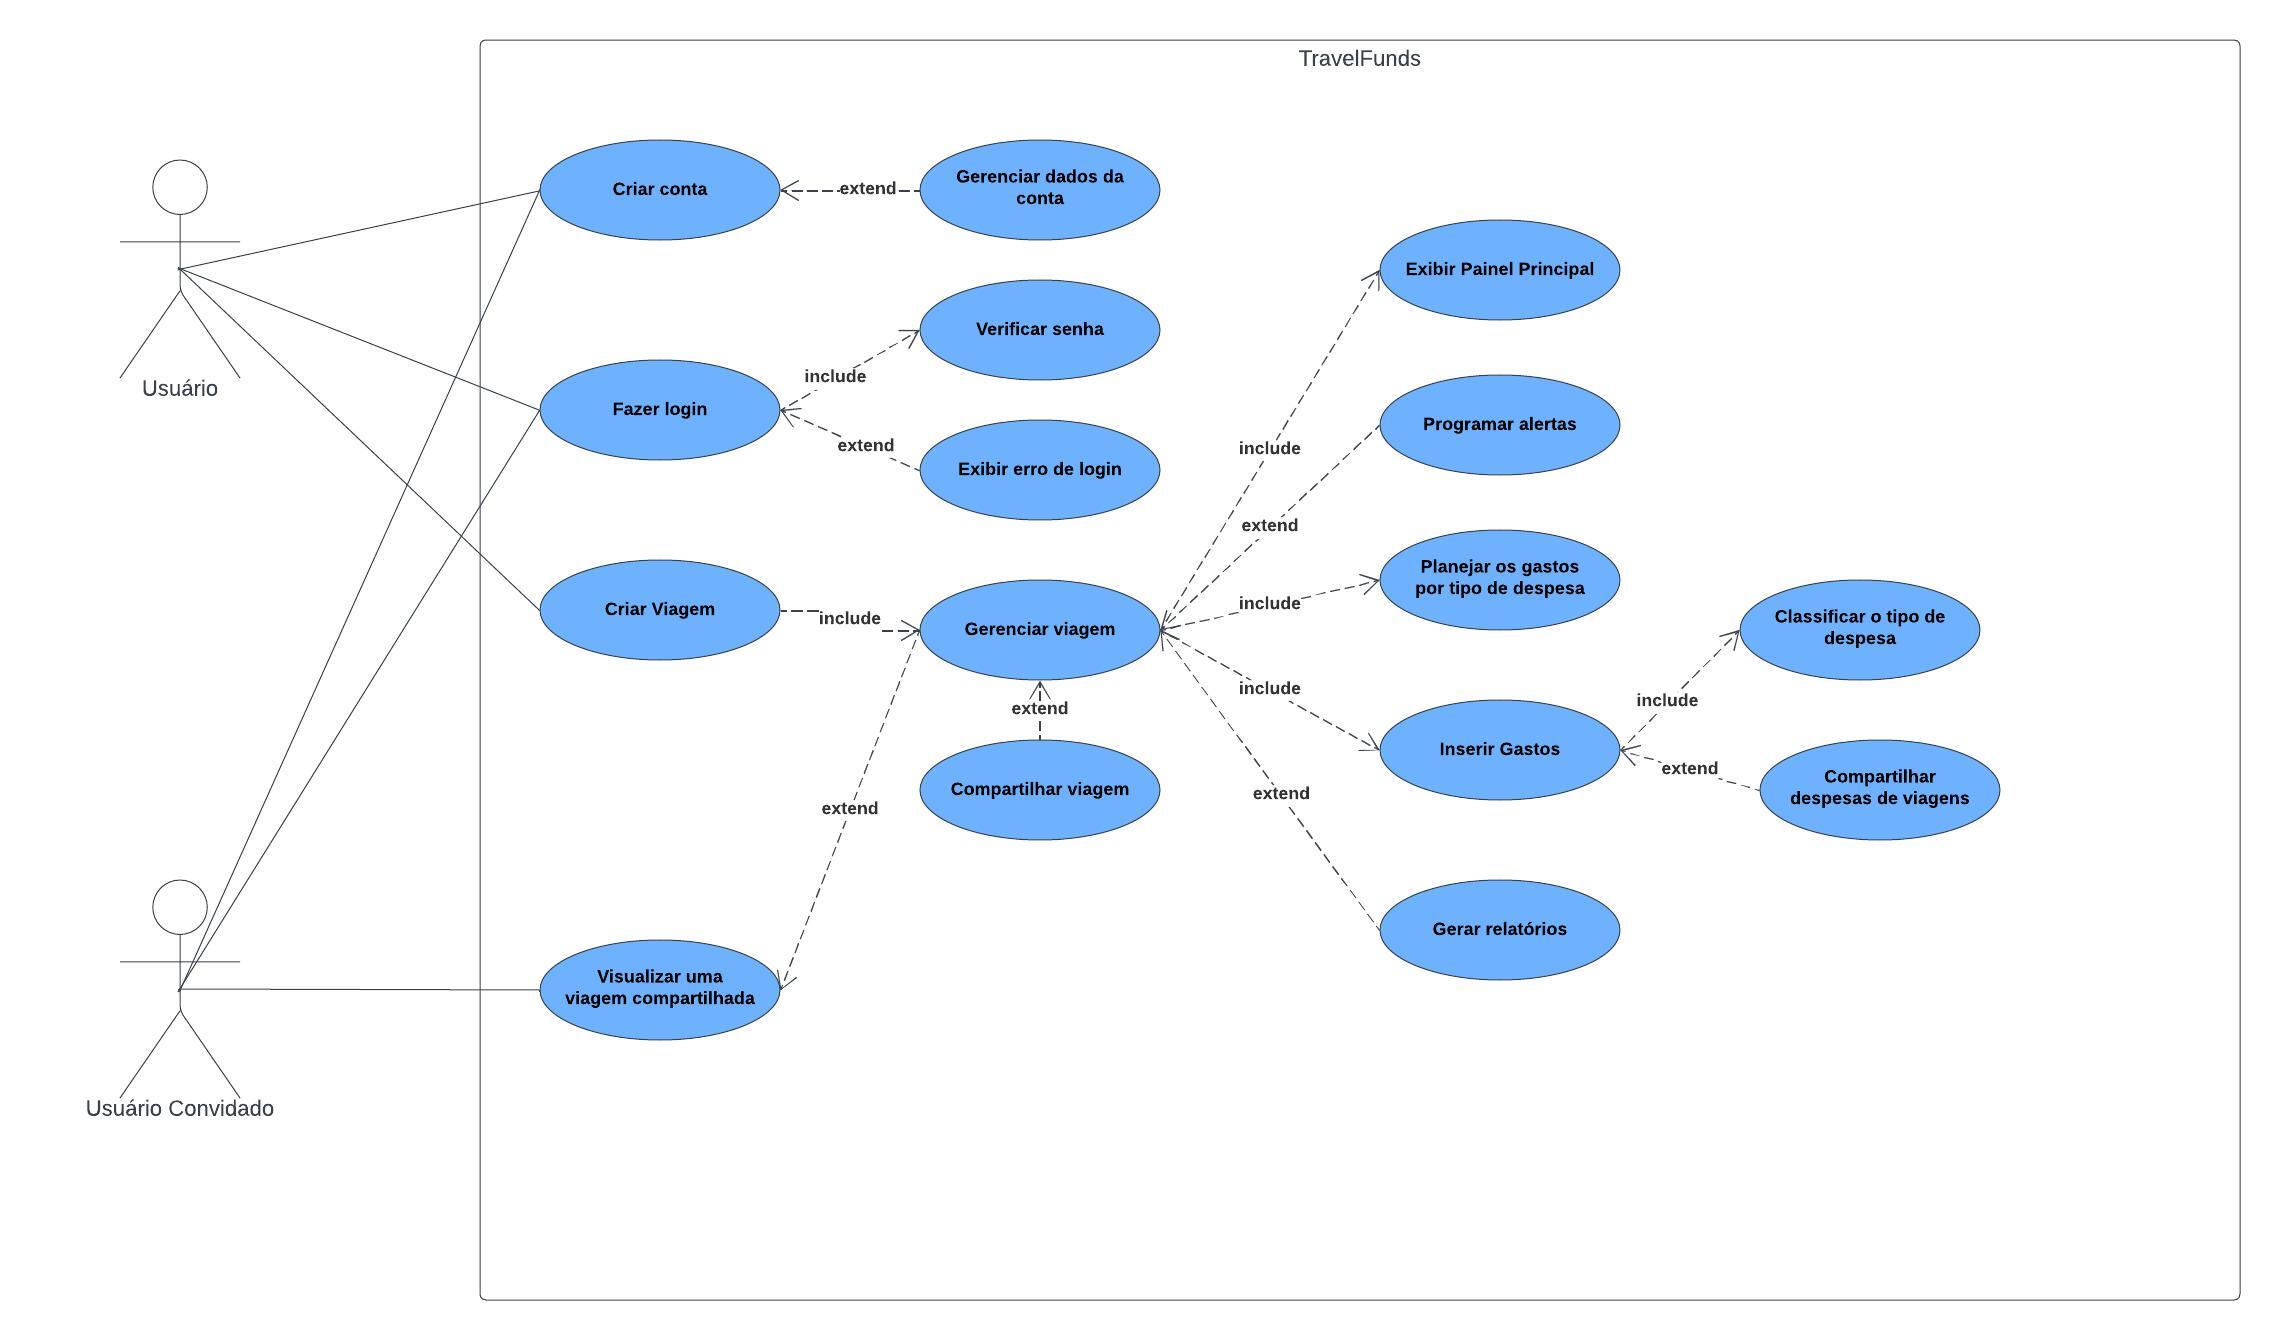 TravelFunds
Criar conta
extend
Gerenciar dados da
conta
Exibir Painel Principal
Verificar senha
include
Usuário
Fazer login
extend
Exibir erro de login
Programar alertas
include
extend
Planejar os gastos
por tipo de despesa
include
Criar Viagem
include
Gerenciar viagem
Classificar o tipo de
despesa
include
include
extend
Inserir Gastos
extend
Compartilhar
despesas de viagens
Compartilhar viagem
extend
extend
Gerar relatórios
Visualizar uma
viagem compartilhada
Usuário Convidado